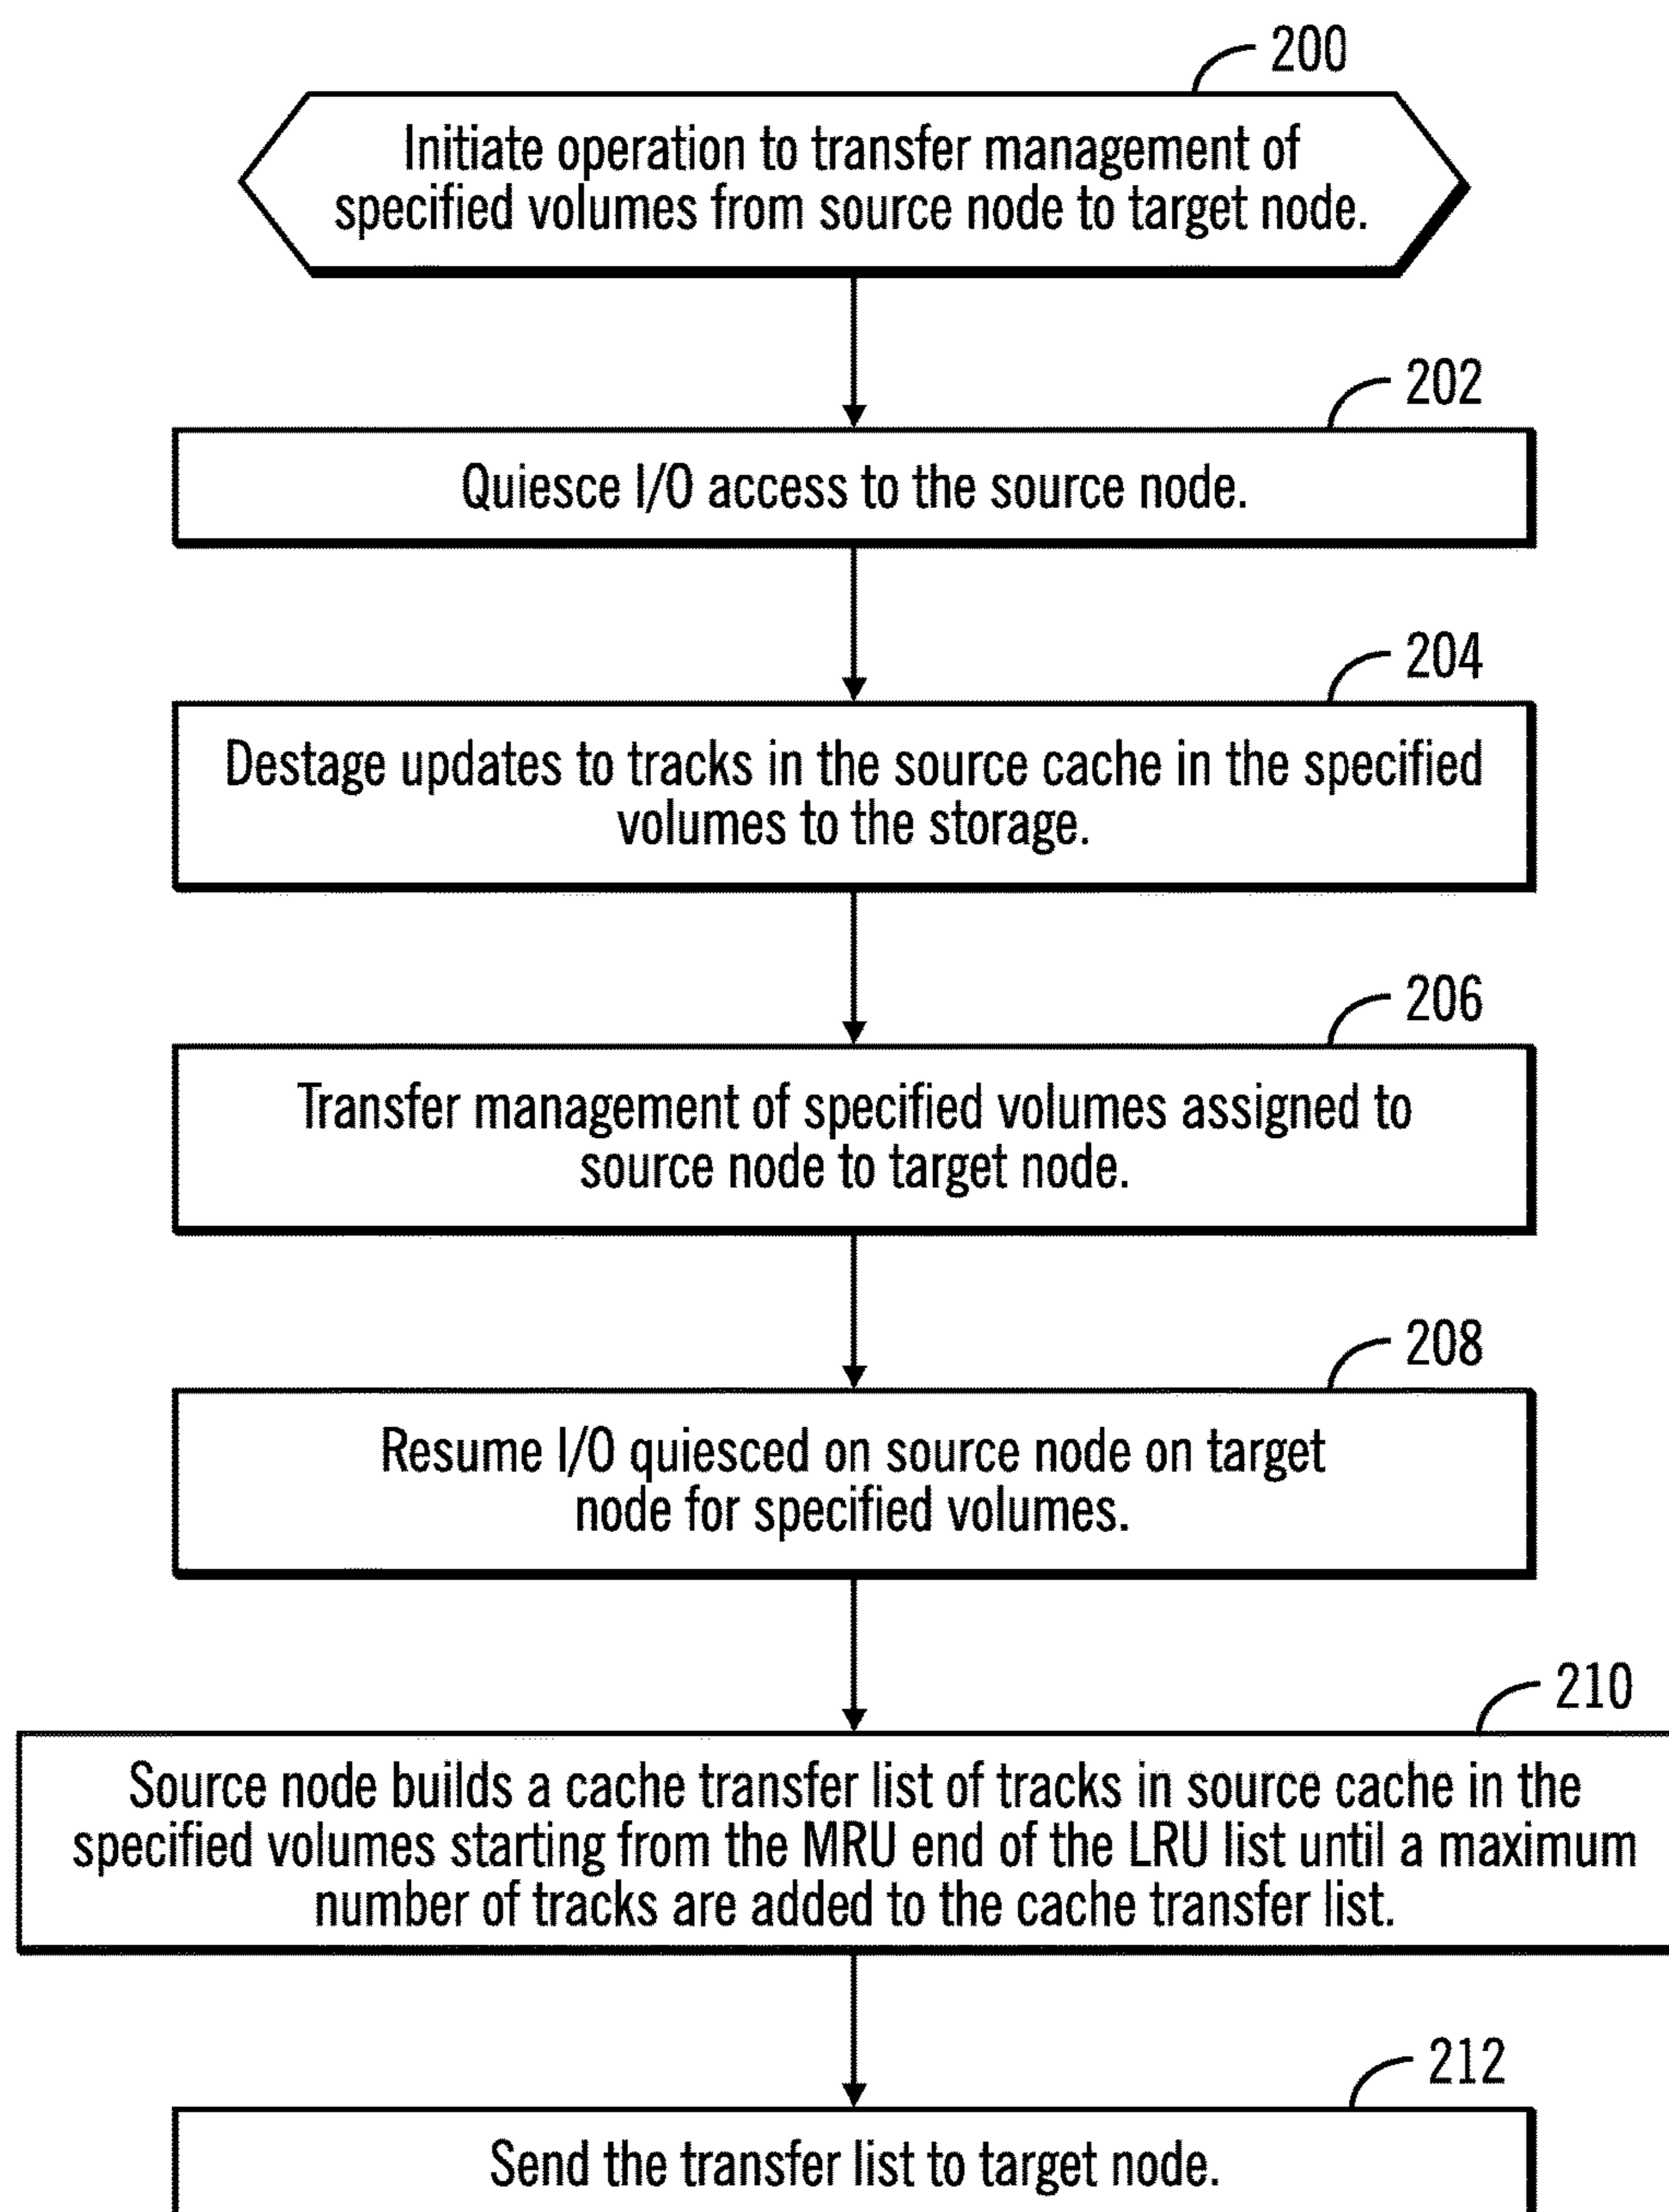 200
Initiate operation to transfer management of
specified volumes from source node to target node.
202
Quiesce I/O access to the source node.
204
Destage updates to tracks in the source cache in the specified
volumes to the storage.
206
Transfer management of specified volumes assigned to
source node to target node.
208
Resume I/O quiesced on source node on target
node for specified volumes.
210
Source node builds a cache transfer list of tracks in source cache in the
specified volumes starting from the MRU end of the LRU list until a maximum
number of tracks are added to the cache transfer list.
212
Send the transfer list to target node.